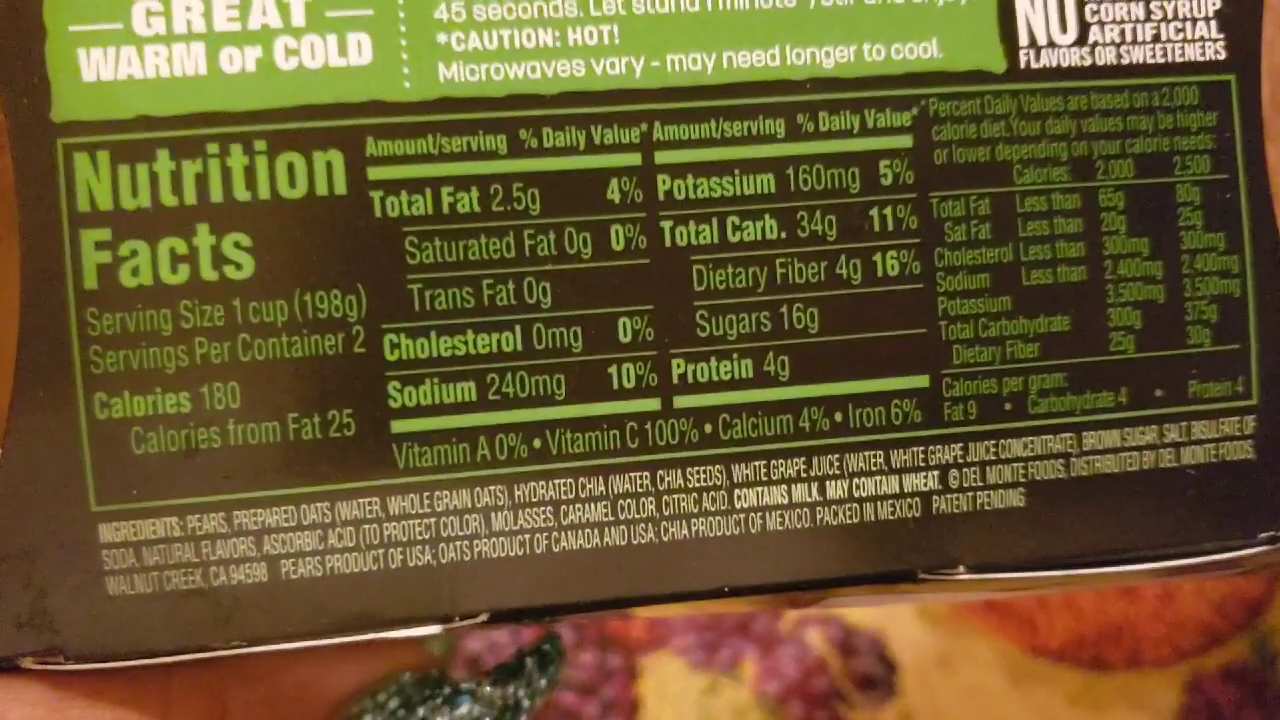 GREAT
WARM or COLD
45 seconds. Let stand 1 minute
*CAUTION: HOT!
Microwaves vary - may need longer to cool.
NO CORN SYRUP
ARTIFICIAL
FLAVORS OR SWEETENERS
Nutrition
Facts
Serving Size 1 cup (198g)
Servings Per Container 2
Calories 180
Calories from Fat 25
Amount/serving % Daily Value*
Total Fat 2.5g 4%
Saturated Fat 0g 0%
Trans Fat 0g
Cholesterol 0mg 0%
Sodium 240mg 10%
Amount/serving % Daily Value*
Potassium 160mg 5%
Total Carb. 34g 11%
Dietary Fiber 4g 16%
Sugars 16g
Protein 4g
Vitamin A 0% • Vitamin C 100% • Calcium 4% • Iron 6%
*Percent Daily Values are based on a 2,000
calorie diet. Your daily values may be higher
or lower depending on your calorie needs:
Calories: 2,000 2,500
Total Fat Less than 65g 80g
Sat Fat Less than 20g 25g
Cholesterol Less than 300mg 300mg
Sodium Less than 2,400mg 2,400mg
Potassium 3,500mg 3,500mg
Total Carbohydrate 300g 375g
Dietary Fiber 25g 30g
Calories per gram:
Fat 9 • Carbohydrate 4 • Protein 4
INGREDIENTS: PEARS, PREPARED OATS (WATER, WHOLE GRAIN OATS), HYDRATED CHIA (WATER, CHIA SEEDS), WHITE GRAPE JUICE (WATER, WHITE GRAPE JUICE CONCENTRATE), BROWN SUGAR, SALT, BISULFATE OF
SODA, NATURAL FLAVORS, ASCORBIC ACID (TO PROTECT COLOR), MOLASSES, CARAMEL COLOR, CITRIC ACID. CONTAINS MILK. MAY CONTAIN WHEAT. © DEL MONTE FOODS, DISTRIBUTED BY DEL MONTE FOODS,
WALNUT CREEK, CA 94598 PEARS PRODUCT OF USA; OATS PRODUCT OF CANADA AND USA; CHIA PRODUCT OF MEXICO. PACKED IN MEXICO PATENT PENDING